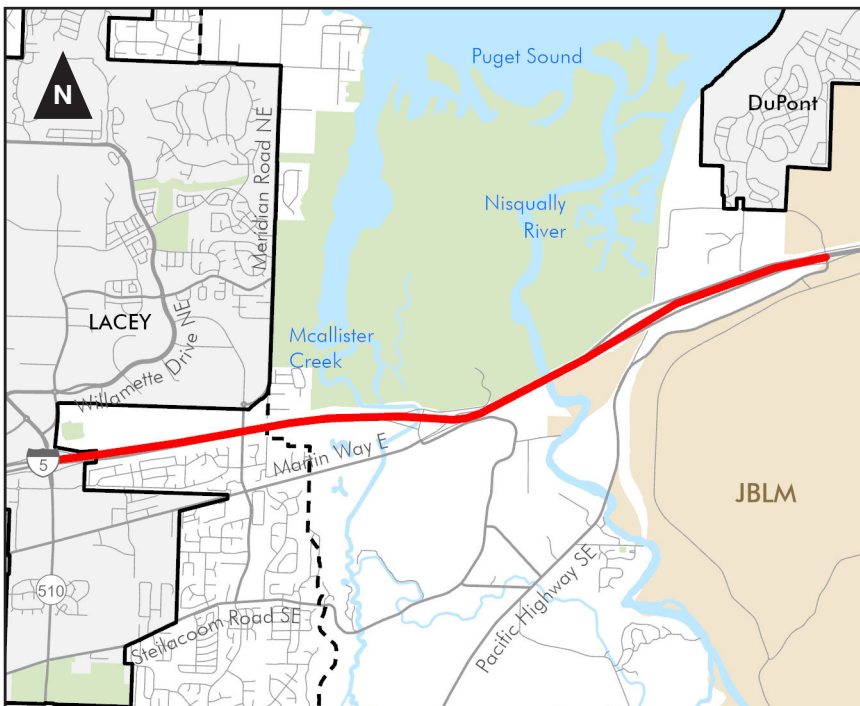 Puget Sound
N
DuPont
Meridian Road NE
Nisqually
River
LACEY
Willamette Drive NE
Mcallister
Creek
5
Martin Way E
JBLM
510
Pacific Highway SE
Steilacoom Road SE